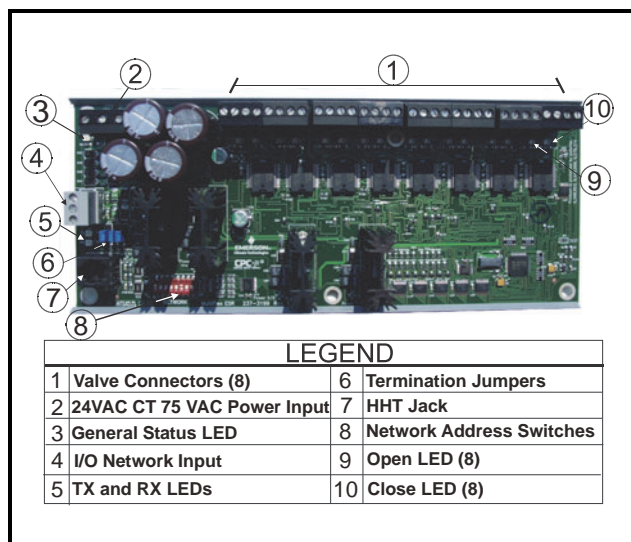 1
2
10
3
4
9
5
6
7
8
EMERSON
CPC
LEGEND
1 Valve Connectors (8) 6 Termination Jumpers
2 24VAC CT 75 VAC Power Input 7 HHT Jack
3 General Status LED 8 Network Address Switches
4 I/O Network Input 9 Open LED (8)
5 TX and RX LEDs 10 Close LED (8)